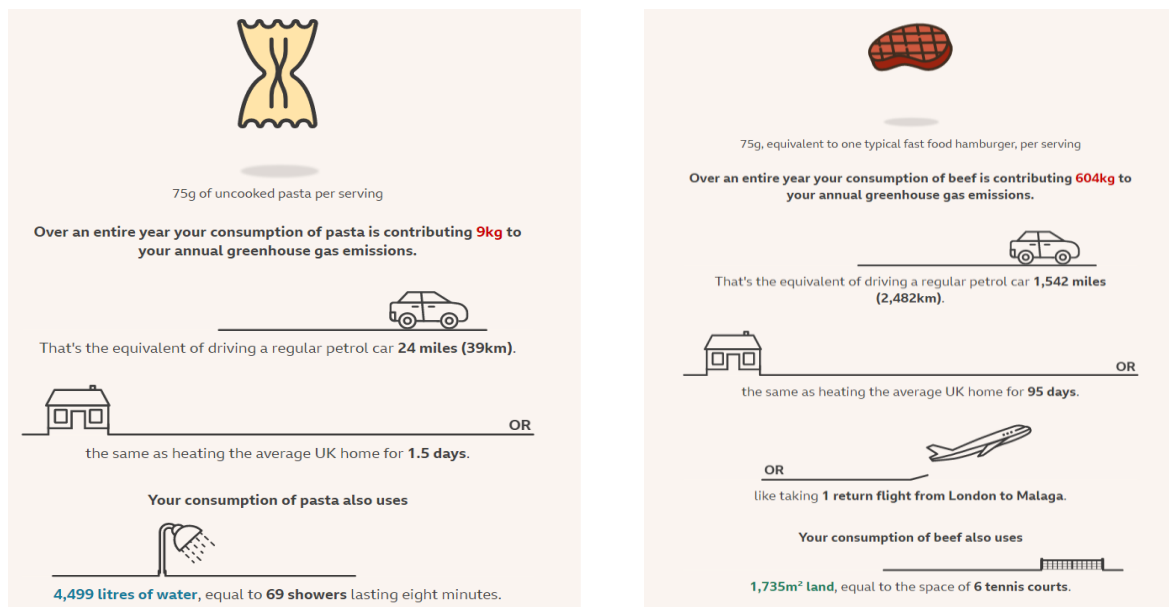 75g of uncooked pasta per serving
Over an entire year your consumption of pasta is contributing 9kg to
your annual greenhouse gas emissions.
That's the equivalent of driving a regular petrol car 24 miles (39km).
OR
the same as heating the average UK home for 1.5 days.
Your consumption of pasta also uses
4,499 litres of water, equal to 69 showers lasting eight minutes.
75g, equivalent to one typical fast food hamburger, per serving
Over an entire year your consumption of beef is contributing 604kg to
your annual greenhouse gas emissions.
That's the equivalent of driving a regular petrol car 1,542 miles
(2,482km).
OR
the same as heating the average UK home for 95 days.
OR
like taking 1 return flight from London to Malaga.
Your consumption of beef also uses
1,735m² land, equal to the space of 6 tennis courts.